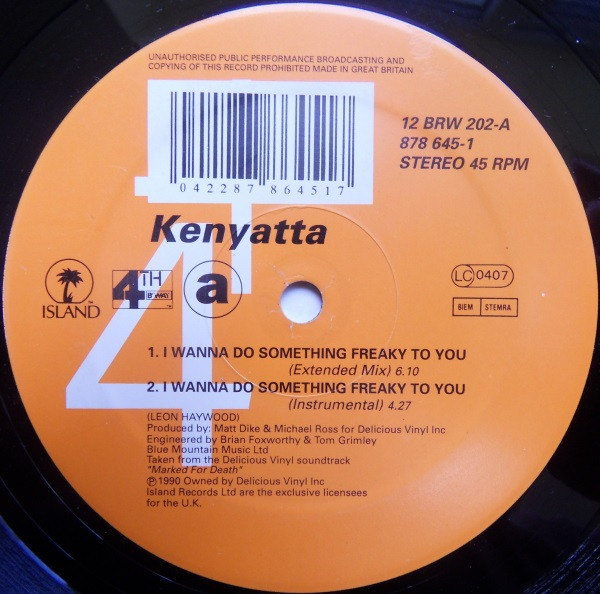 UNAUTHORISED PUBLIC PERFORMANCE BROADCASTING AND
COPYING OF THIS RECORD PROHIBITED MADE IN GREAT BRITAIN
042287 864517
12 BRW 202-A
878 645-1
STEREO 45 RPM
Kenyatta
ISLAND™
4TH
B'WAY
™
a
LC 0407
BIEM STEMRA
1. I WANNA DO SOMETHING FREAKY TO YOU
(Extended Mix) 6.10
2. I WANNA DO SOMETHING FREAKY TO YOU
(Instrumental) 4.27
(LEON HAYWOOD)
Produced by: Matt Dike & Michael Ross for Delicious Vinyl Inc
Engineered by Brian Foxworthy & Tom Grimley
Blue Mountain Music Ltd
Taken from the Delicious Vinyl soundtrack
"Marked For Death"
℗1990 Owned by Delicious Vinyl Inc
Island Records Ltd are the exclusive licensees
for the U.K.